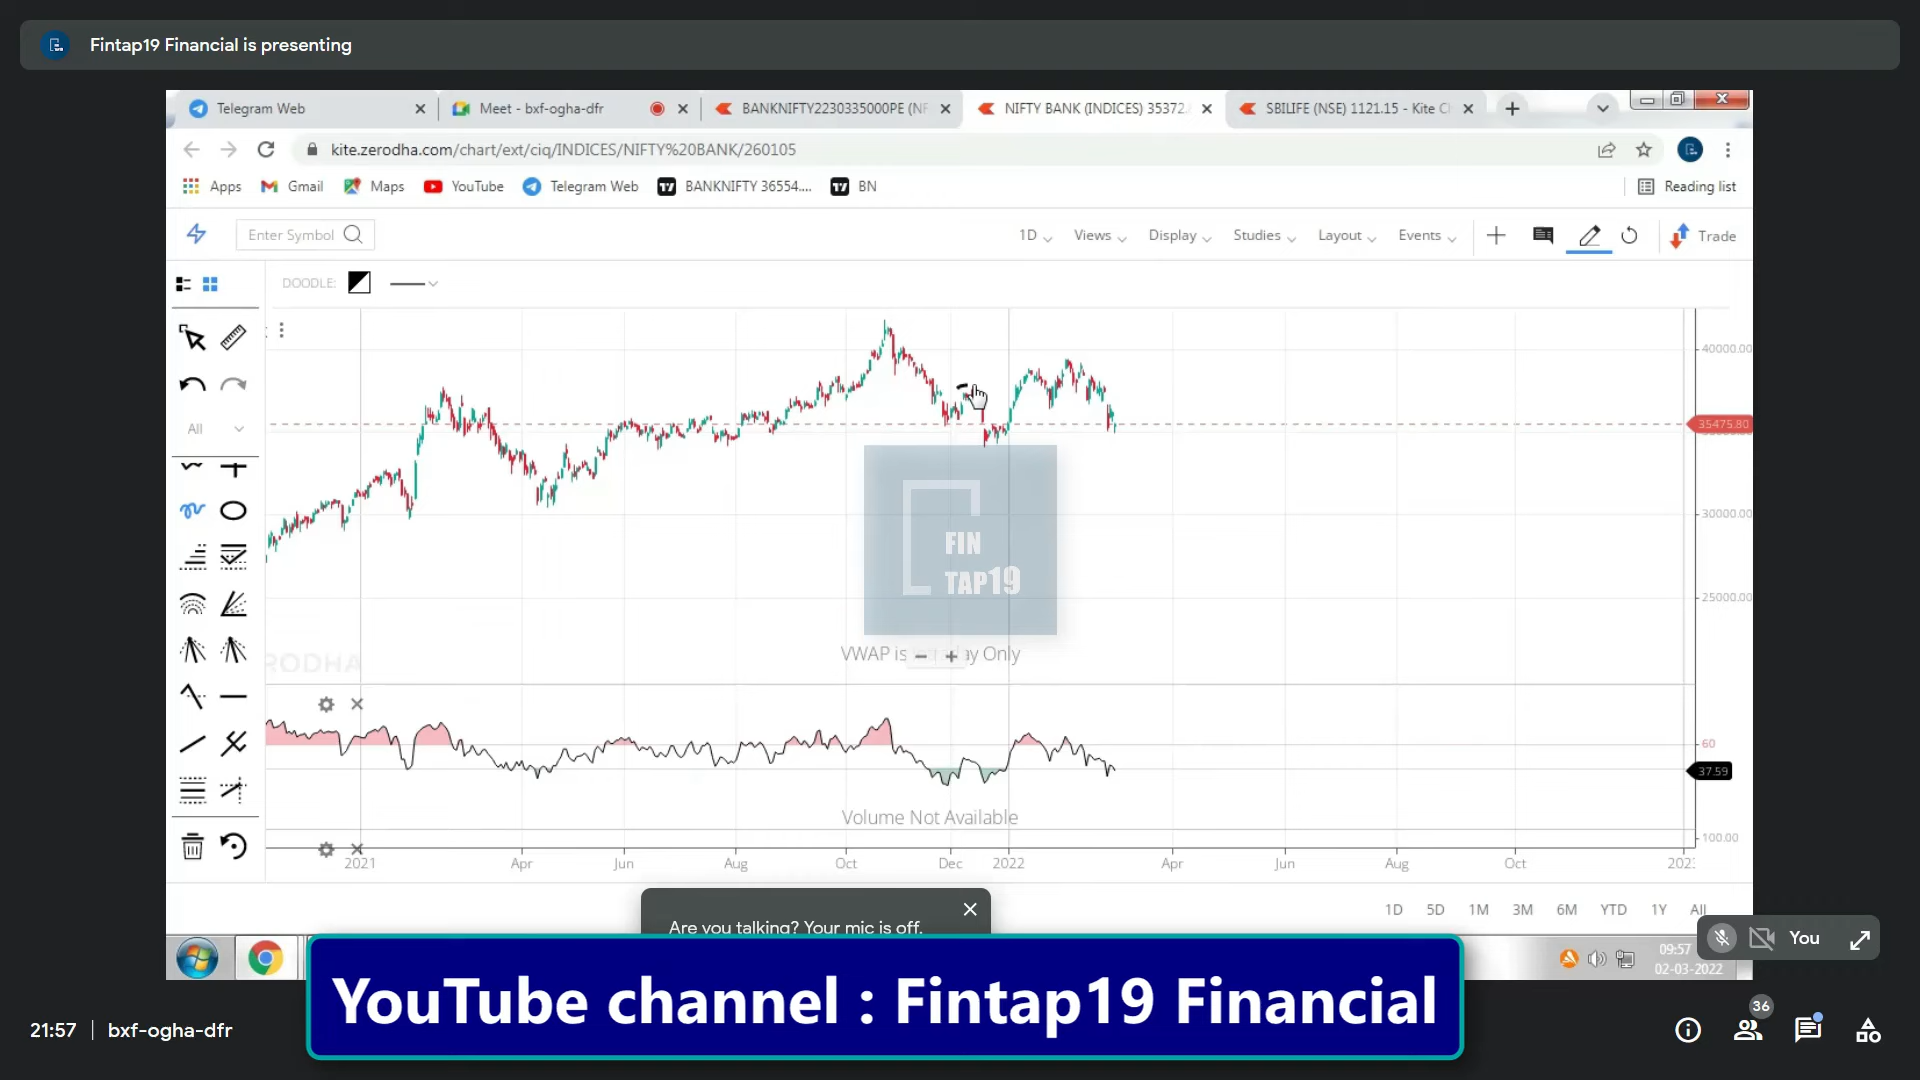 Fintap19 Financial is presenting
Telegram Web
Meet - bxf-ogha-dfr
BANKNIFTY2230335000PE (NF
NIFTY BANK (INDICES) 35372.
SBILIFE (NSE) 1121.15 - Kite C
kite.zerodha.com/chart/ext/ciq/INDICES/NIFTY%20BANK/260105
Apps
Gmail
Maps
YouTube
Telegram Web
BANKNIFTY 36554....
BN
Reading list
Enter Symbol
1D
Views
Display
Studies
Layout
Events
Trade
DOODLE:
All
40000.00
35475.80
30000.00
25000.00
FIN
TAP19
VWAP is
ay Only
RODHA
60
37.59
Volume Not Available
100.00
2021 Apr Jun Aug Oct Dec 2022 Apr Jun Aug Oct 202
1D 5D 1M 3M 6M YTD 1Y All
Are you talking? Your mic is off.
You
09:57
02-03-2022
YouTube channel : Fintap19 Financial
21:57 | bxf-ogha-dfr
36